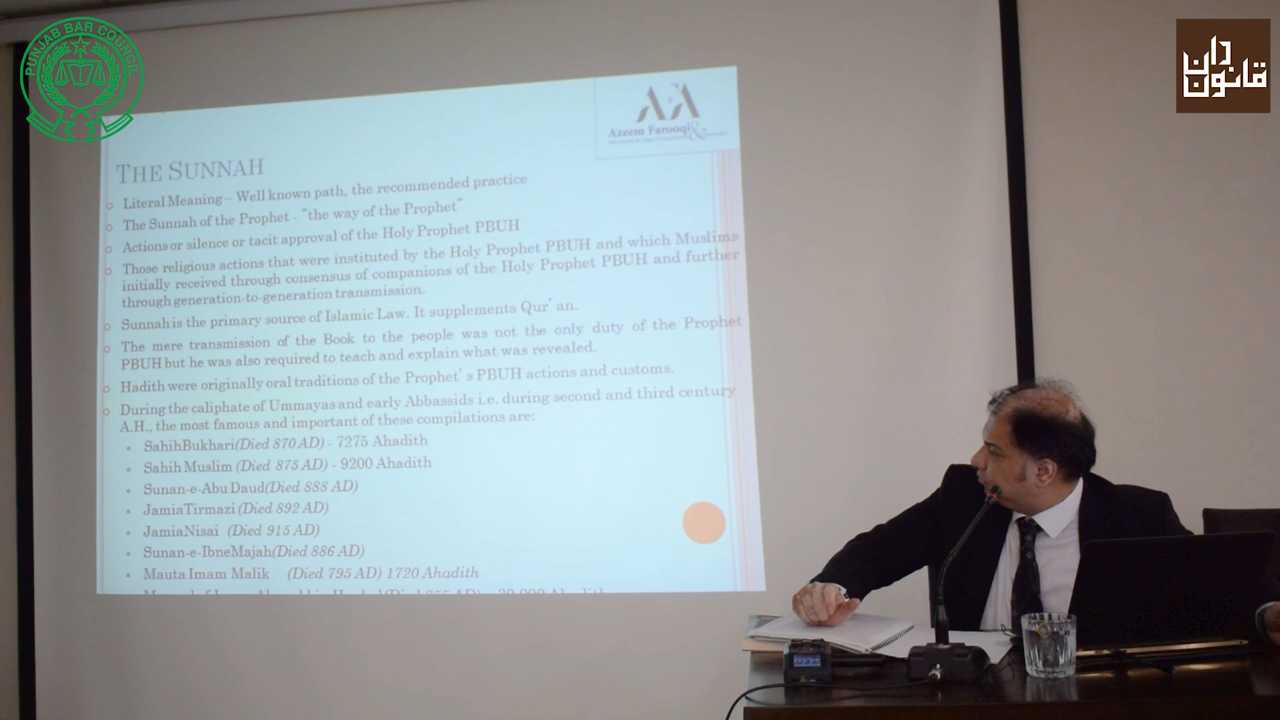 PUNJAB BAR COUNCIL
قانون دان
AFA
Azeem Farooqi &
THE SUNNAH
Literal Meaning – Well known path, the recommended practice
The Sunnah of the Prophet - "the way of the Prophet"
Actions or silence or tacit approval of the Holy Prophet PBUH
Those religious actions that were instituted by the Holy Prophet PBUH and which Muslims
initially received through consensus of companions of the Holy Prophet PBUH and further
through generation-to-generation transmission.
Sunnah is the primary source of Islamic Law. It supplements Qur'an.
The mere transmission of the Book to the people was not the only duty of the Prophet
PBUH but he was also required to teach and explain what was revealed.
Hadith were originally oral traditions of the Prophet's PBUH actions and customs.
During the caliphate of Ummayas and early Abbassids i.e. during second and third century
A.H., the most famous and important of these compilations are:
SahihBukhari(Died 870 AD) - 7275 Ahadith
Sahih Muslim (Died 875 AD) - 9200 Ahadith
Sunan-e-Abu Daud(Died 888 AD)
JamiaTirmazi (Died 892 AD)
JamiaNisai (Died 915 AD)
Sunan-e-IbneMajah(Died 886 AD)
Mauta Imam Malik (Died 795 AD) 1720 Ahadith